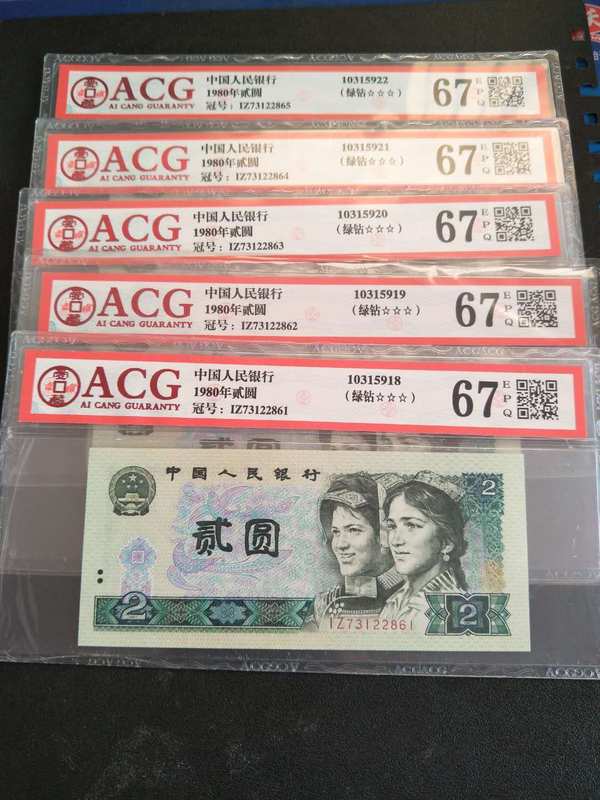 ACG
AI CANG GUARANTY
中国人民银行
1980年贰圆
冠号：IZ73122865
10315922
（绿钻☆☆☆）
67
E
P
Q
ACG
AI CANG GUARANTY
中国人民银行
1980年贰圆
冠号：IZ73122864
10315921
（绿钻☆☆☆）
67
E
P
Q
ACG
AI CANG GUARANTY
中国人民银行
1980年贰圆
冠号：IZ73122863
10315920
（绿钻☆☆☆）
67
E
P
Q
ACG
AI CANG GUARANTY
中国人民银行
1980年贰圆
冠号：IZ73122862
10315919
（绿钻☆☆☆）
67
E
P
Q
ACG
AI CANG GUARANTY
中国人民银行
1980年贰圆
冠号：IZ73122861
10315918
（绿钻☆☆☆）
67
E
P
Q
中国人民银行
2
贰圆
2
IZ73122861
2